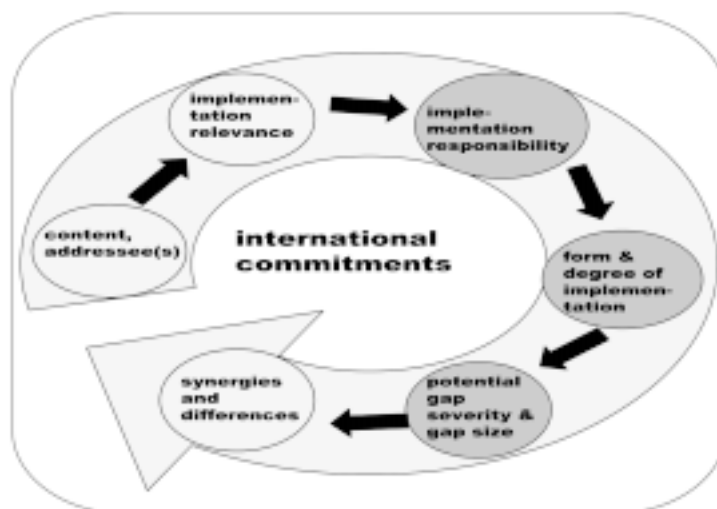 implemen-
tation
relevance
imple-
mentation
responsibility
content,
addressee(s)
international
commitments
form &
degree of
implemen-
tation
synergies
and
differences
potential
gap
severity &
gap size